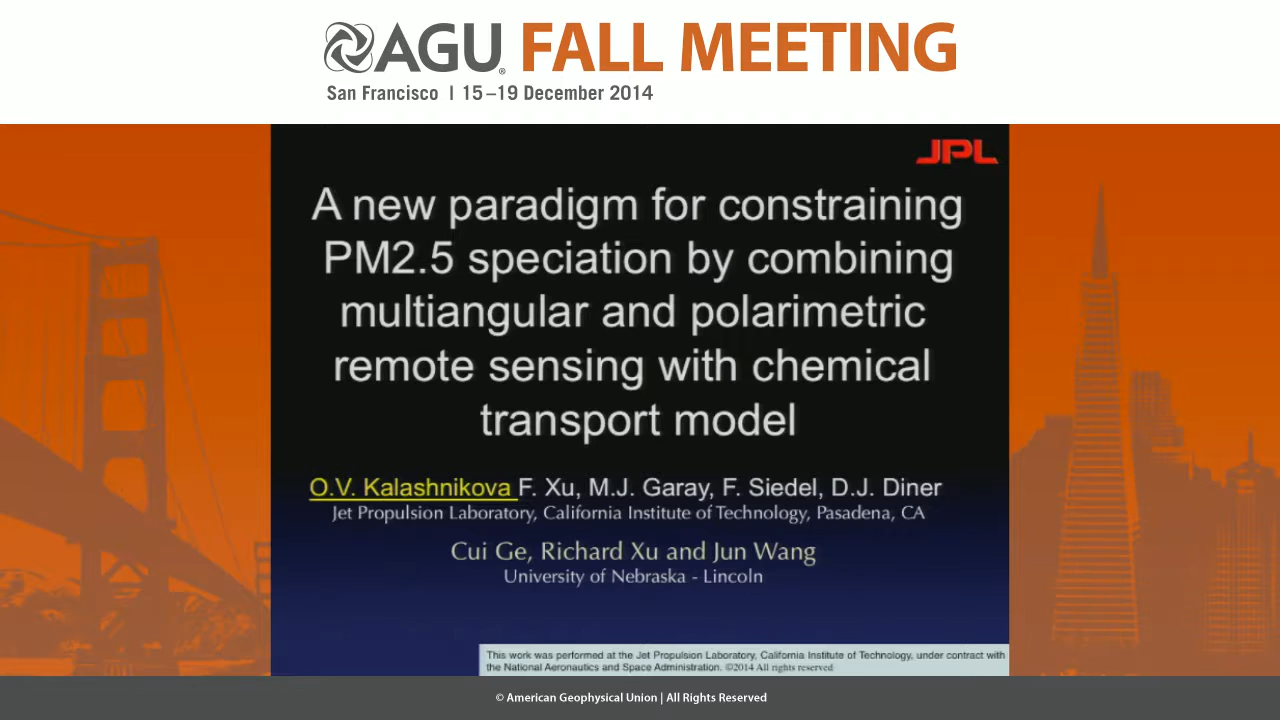 AGU® FALL MEETING
San Francisco | 15–19 December 2014
JPL
A new paradigm for constraining
PM2.5 speciation by combining
multiangular and polarimetric
remote sensing with chemical
transport model
O.V. Kalashnikova F. Xu, M.J. Garay, F. Siedel, D.J. Diner
Jet Propulsion Laboratory, California Institute of Technology, Pasadena, CA
Cui Ge, Richard Xu and Jun Wang
University of Nebraska - Lincoln
This work was performed at the Jet Propulsion Laboratory, California Institute of Technology, under contract with
the National Aeronautics and Space Administration. ©2014 All rights reserved
© American Geophysical Union | All Rights Reserved